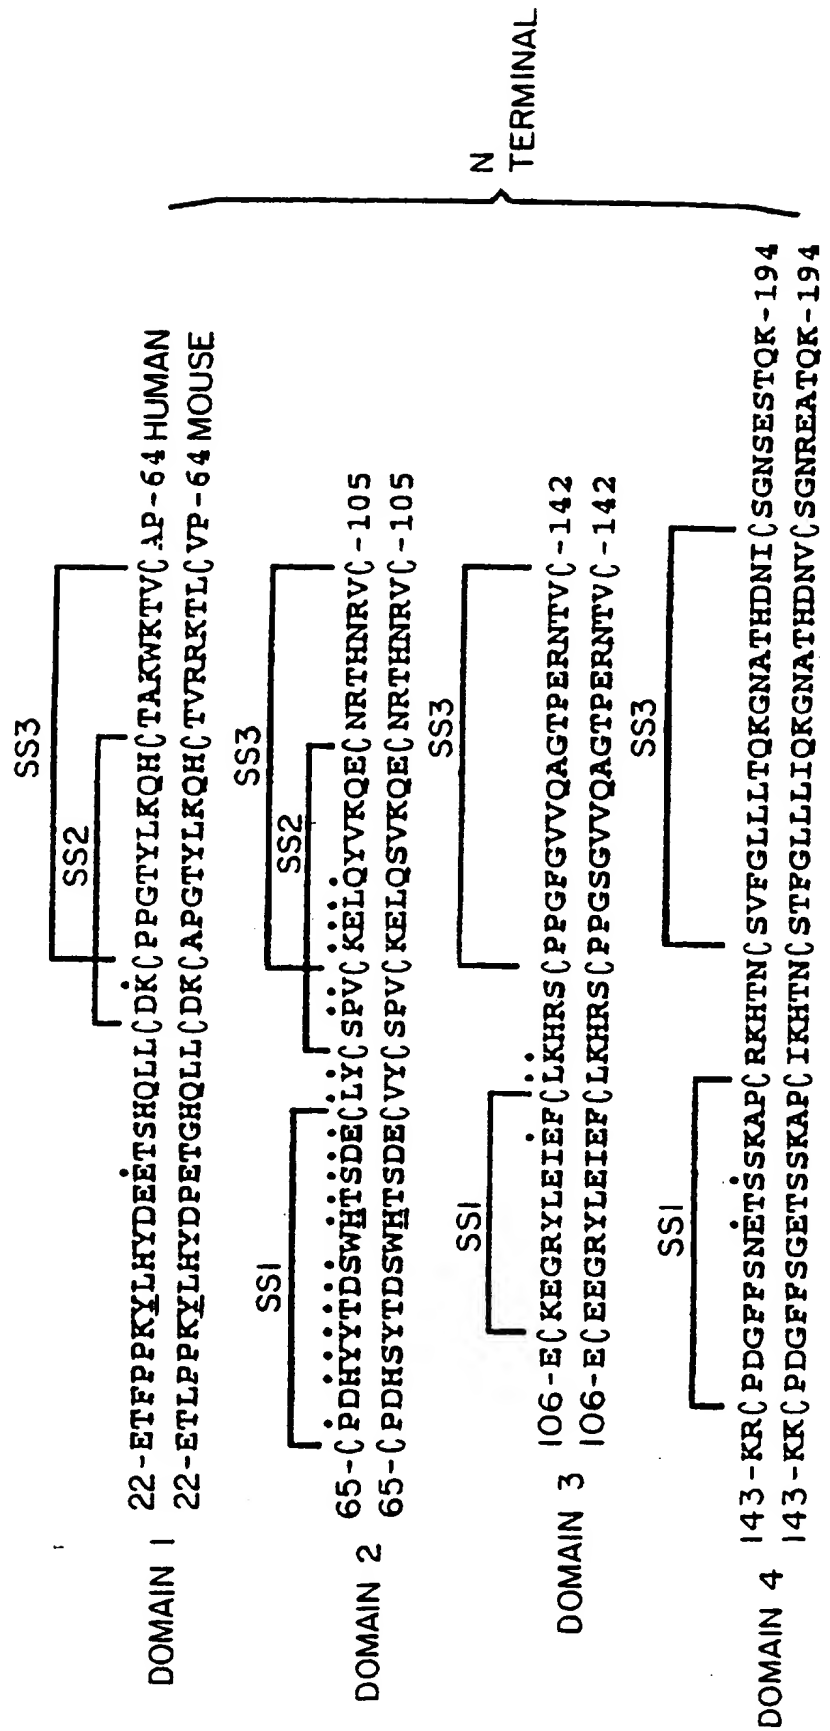 SS3
SS2
DOMAIN 1 22-ETFPPKYLHYDEETSHQLLCDKCPPGTYLKQHCTAKWKTVCAP-64 HUMAN
22-ETLPPKYLHYDPETGHQLLCDKCAPGTYLKQHCTVRRKTLCVP-64 MOUSE
SS3
SS1 SS2
DOMAIN 2 65-CPDHYYTDSWHTSDECLYCSPVCKELQYVKQECNRTHNRVC-105
65-CPDHSYTDSWHTSDECVYCSPVCKELQSVKQECNRTHNRVC-105
N
TERMINAL
SS1 SS3
DOMAIN 3 106-ECKEGRYLEIEFCLKHRSCPPGFGVVQAGTPERNTVC-142
106-ECEEGRYLEIEFCLKHRSCPPGSGVVQAGTPERNTVC-142
SS1 SS3
DOMAIN 4 143-KRCPDGFFSNETSSKAPCRKHTNCSVFGLLLTQKGNATHDNICSGNSESTQK-194
143-KKCPDGFFSGETSSKAPCIKHTNCSTFGLLLIQKGNATHDNVCSGNREATQK-194